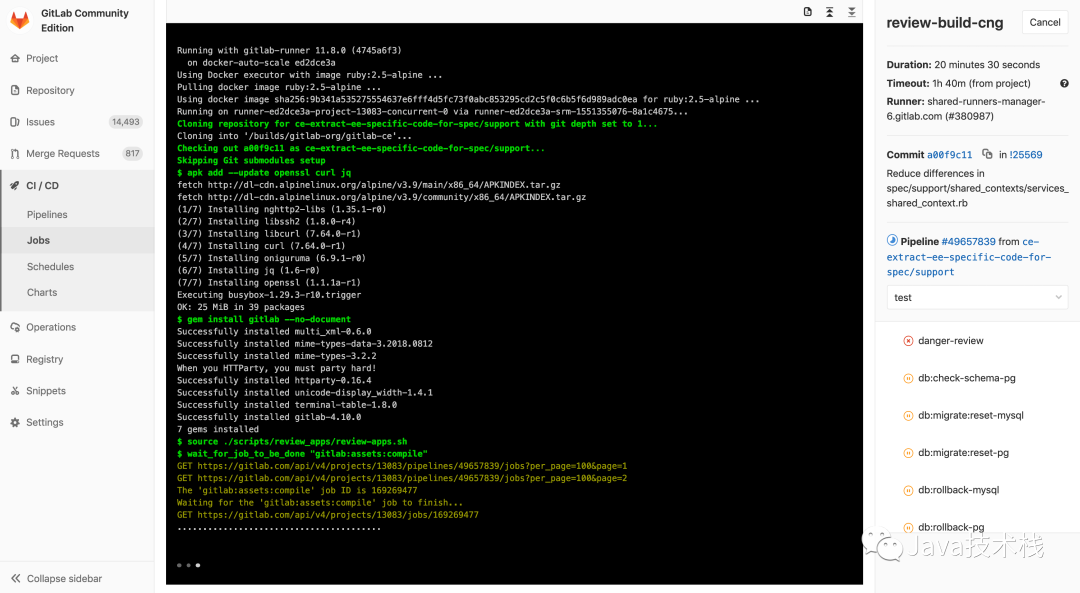 GitLab Community
Edition
Project
Repository
Issues 14,493
Merge Requests 817
CI / CD
Pipelines
Jobs
Schedules
Charts
Operations
Registry
Snippets
Settings
Collapse sidebar
Running with gitlab-runner 11.8.0 (4745a6f3)
on docker-auto-scale ed2dce3a
Using Docker executor with image ruby:2.5-alpine ...
Pulling docker image ruby:2.5-alpine ...
Using docker image sha256:9b341a535275554637e6fff4d5fc73f0abc853295cd2c5f0c6b5f6d989adc0ea for ruby:2.5-alpine ...
Running on runner-ed2dce3a-project-13083-concurrent-0 via runner-ed2dce3a-srm-1551355076-8a1c4675...
Cloning repository for ce-extract-ee-specific-code-for-spec/support with git depth set to 1...
Cloning into '/builds/gitlab-org/gitlab-ce'...
Checking out a00f9c11 as ce-extract-ee-specific-code-for-spec/support...
Skipping Git submodules setup
$ apk add --update openssl curl jq
fetch http://dl-cdn.alpinelinux.org/alpine/v3.9/main/x86_64/APKINDEX.tar.gz
fetch http://dl-cdn.alpinelinux.org/alpine/v3.9/community/x86_64/APKINDEX.tar.gz
(1/7) Installing nghttp2-libs (1.35.1-r0)
(2/7) Installing libssh2 (1.8.0-r4)
(3/7) Installing libcurl (7.64.0-r1)
(4/7) Installing curl (7.64.0-r1)
(5/7) Installing oniguruma (6.9.1-r0)
(6/7) Installing jq (1.6-r0)
(7/7) Installing openssl (1.1.1a-r1)
Executing busybox-1.29.3-r10.trigger
OK: 25 MiB in 39 packages
$ gem install gitlab --no-document
Successfully installed multi_xml-0.6.0
Successfully installed mime-types-data-3.2018.0812
Successfully installed mime-types-3.2.2
When you HTTParty, you must party hard!
Successfully installed httparty-0.16.4
Successfully installed unicode-display_width-1.4.1
Successfully installed terminal-table-1.8.0
Successfully installed gitlab-4.10.0
7 gems installed
$ source ./scripts/review_apps/review-apps.sh
$ wait_for_job_to_be_done "gitlab:assets:compile"
GET https://gitlab.com/api/v4/projects/13083/pipelines/49657839/jobs?per_page=100&page=1
GET https://gitlab.com/api/v4/projects/13083/pipelines/49657839/jobs?per_page=100&page=2
The 'gitlab:assets:compile' job ID is 169269477
Waiting for the 'gitlab:assets:compile' job to finish...
GET https://gitlab.com/api/v4/projects/13083/jobs/169269477
........................................
review-build-cng Cancel
Duration: 20 minutes 30 seconds
Timeout: 1h 40m (from project)
Runner: shared-runners-manager-
6.gitlab.com (#380987)
Commit a00f9c11 in !25569
Reduce differences in
spec/support/shared_contexts/services_
shared_context.rb
Pipeline #49657839 from ce-
extract-ee-specific-code-for-
spec/support
test
danger-review
db:check-schema-pg
db:migrate:reset-mysql
db:migrate:reset-pg
db:rollback-mysql
db:rollback-pg
Java技术栈